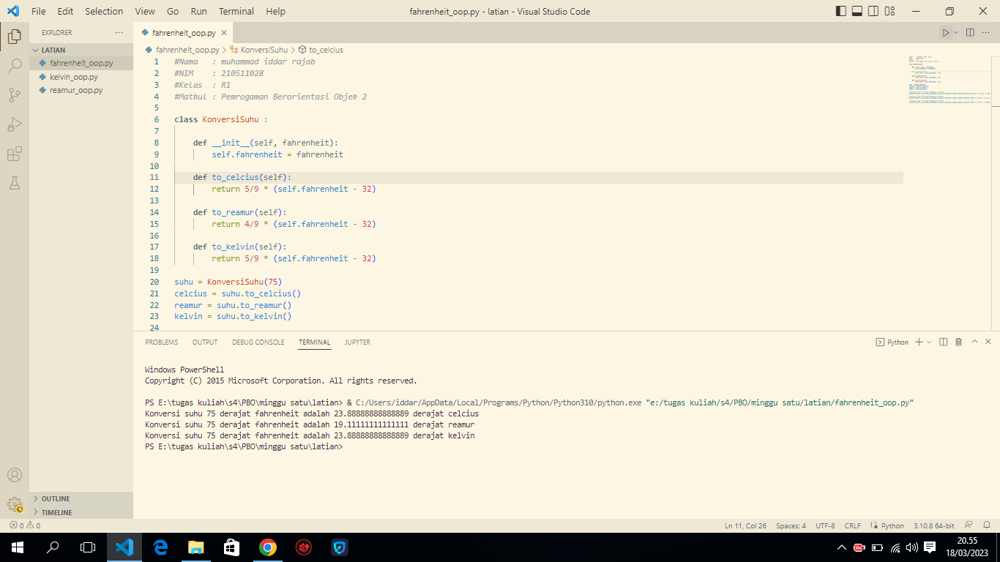 File Edit Selection View Go Run Terminal Help
fahrenheit_oop.py - latian - Visual Studio Code
EXPLORER
LATIAN
fahrenheit_oop.py
kelvin_oop.py
reamur_oop.py
OUTLINE
TIMELINE
fahrenheit_oop.py
fahrenheit_oop.py > KonversiSuhu > to_celcius
1 #Nama : muhammad iddar rajab
2 #NIM : 210511028
3 #Kelas : R1
4 #Matkul : Pemrogaman Berorientasi Objek 2
5
6 class KonversiSuhu :
7
8 def __init__(self, fahrenheit):
9 self.fahrenheit = fahrenheit
10
11 def to_celcius(self):
12 return 5/9 * (self.fahrenheit - 32)
13
14 def to_reamur(self):
15 return 4/9 * (self.fahrenheit - 32)
16
17 def to_kelvin(self):
18 return 5/9 * (self.fahrenheit - 32)
19
20 suhu = KonversiSuhu(75)
21 celcius = suhu.to_celcius()
22 reamur = suhu.to_reamur()
23 kelvin = suhu.to_kelvin()
24
PROBLEMS OUTPUT DEBUG CONSOLE TERMINAL JUPYTER
Python
Windows PowerShell
Copyright (C) 2015 Microsoft Corporation. All rights reserved.
PS E:\tugas kuliah\s4\PBO\minggu satu\latian> & C:/Users/iddar/AppData/Local/Programs/Python/Python310/python.exe "e:/tugas kuliah/s4/PBO/minggu satu/latian/fahrenheit_oop.py"
Konversi suhu 75 derajat fahrenheit adalah 23.88888888888889 derajat celcius
Konversi suhu 75 derajat fahrenheit adalah 19.11111111111111 derajat reamur
Konversi suhu 75 derajat fahrenheit adalah 23.88888888888889 derajat kelvin
PS E:\tugas kuliah\s4\PBO\minggu satu\latian>
0 0
Ln 11, Col 26 Spaces: 4 UTF-8 CRLF Python 3.10.8 64-bit
20.55
18/03/2023